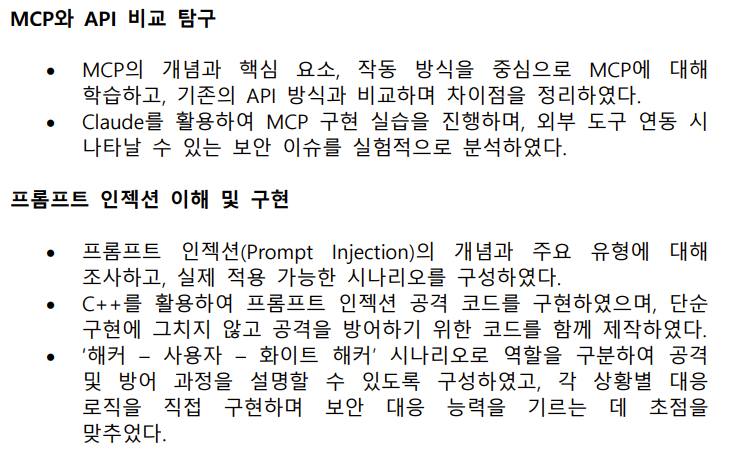 MCP와 API 비교 탐구
• MCP의 개념과 핵심 요소, 작동 방식을 중심으로 MCP에 대해
학습하고, 기존의 API 방식과 비교하며 차이점을 정리하였다.
• Claude를 활용하여 MCP 구현 실습을 진행하며, 외부 도구 연동 시
나타날 수 있는 보안 이슈를 실험적으로 분석하였다.
프롬프트 인젝션 이해 및 구현
• 프롬프트 인젝션(Prompt Injection)의 개념과 주요 유형에 대해
조사하고, 실제 적용 가능한 시나리오를 구성하였다.
• C++를 활용하여 프롬프트 인젝션 공격 코드를 구현하였으며, 단순
구현에 그치지 않고 공격을 방어하기 위한 코드를 함께 제작하였다.
• ‘해커 – 사용자 – 화이트 해커’ 시나리오로 역할을 구분하여 공격
및 방어 과정을 설명할 수 있도록 구성하였고, 각 상황별 대응
로직을 직접 구현하며 보안 대응 능력을 기르는 데 초점을
맞추었다.